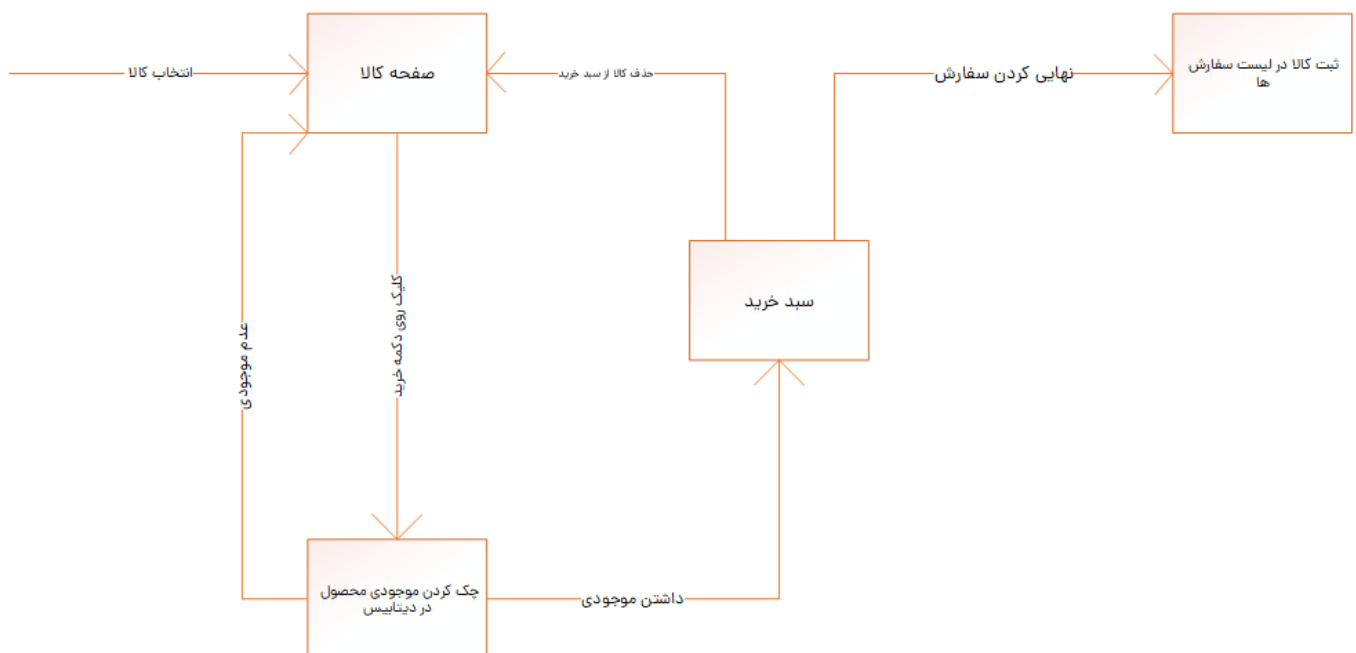 انتخاب کالا
صفحه کالا
حذف کالا از سبد خرید
نهایی کردن سفارش
ثبت کالا در لیست سفارش
ها
سبد خرید
کلیک روی دکمه خرید
عدم موجودی
چک کردن موجودی محصول
در دیتابیس
داشتن موجودی